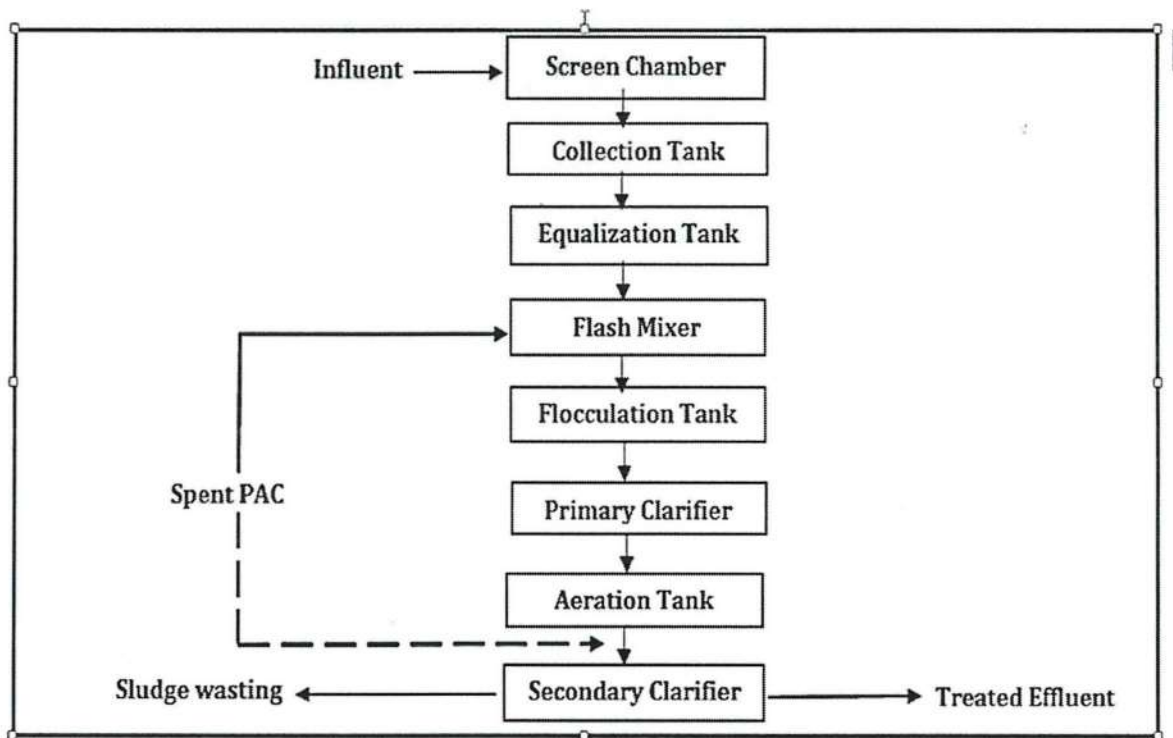 Influent
Screen Chamber
Collection Tank
Equalization Tank
Flash Mixer
Flocculation Tank
Spent PAC
Primary Clarifier
Aeration Tank
Sludge wasting
Secondary Clarifier
Treated Effluent